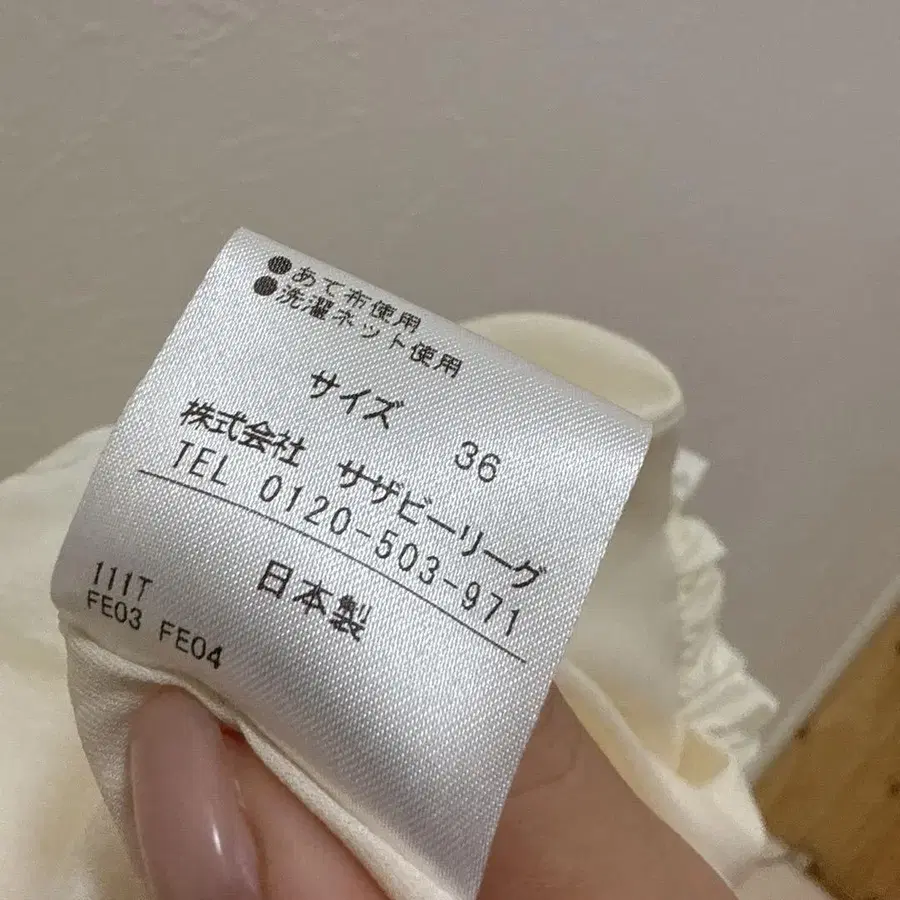 ●あて布使用
●洗濯ネット使用
サイズ 36
株式会社 サザビーリーグ
TEL 0120-503-971
日本製
111T
FE03 FE04